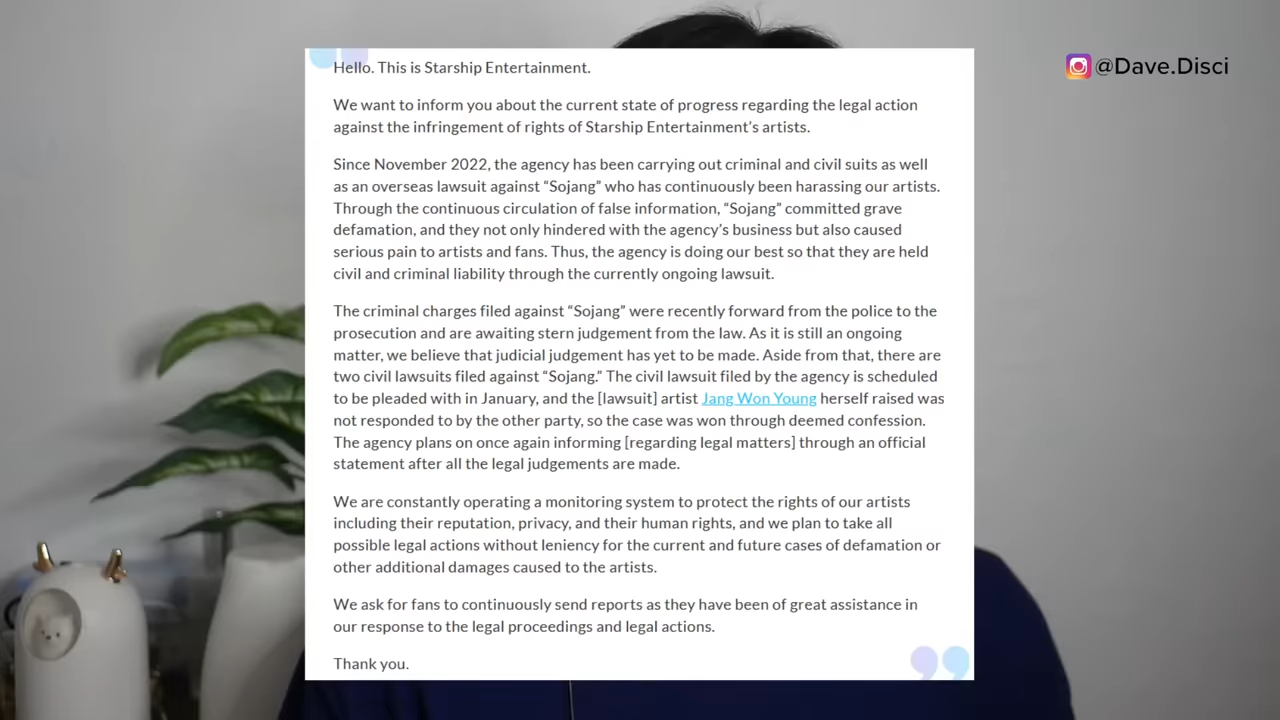 @Dave.Disci
Hello. This is Starship Entertainment.
We want to inform you about the current state of progress regarding the legal action
against the infringement of rights of Starship Entertainment's artists.
Since November 2022, the agency has been carrying out criminal and civil suits as well
as an overseas lawsuit against “Sojang” who has continuously been harassing our artists.
Through the continuous circulation of false information, “Sojang” committed grave
defamation, and they not only hindered with the agency's business but also caused
serious pain to artists and fans. Thus, the agency is doing our best so that they are held
civil and criminal liability through the currently ongoing lawsuit.
The criminal charges filed against “Sojang” were recently forward from the police to the
prosecution and are awaiting stern judgement from the law. As it is still an ongoing
matter, we believe that judicial judgement has yet to be made. Aside from that, there are
two civil lawsuits filed against “Sojang.” The civil lawsuit filed by the agency is scheduled
to be pleaded with in January, and the [lawsuit] artist Jang Won Young herself raised was
not responded to by the other party, so the case was won through deemed confession.
The agency plans on once again informing [regarding legal matters] through an official
statement after all the legal judgements are made.
We are constantly operating a monitoring system to protect the rights of our artists
including their reputation, privacy, and their human rights, and we plan to take all
possible legal actions without leniency for the current and future cases of defamation or
other additional damages caused to the artists.
We ask for fans to continuously send reports as they have been of great assistance in
our response to the legal proceedings and legal actions.
Thank you.